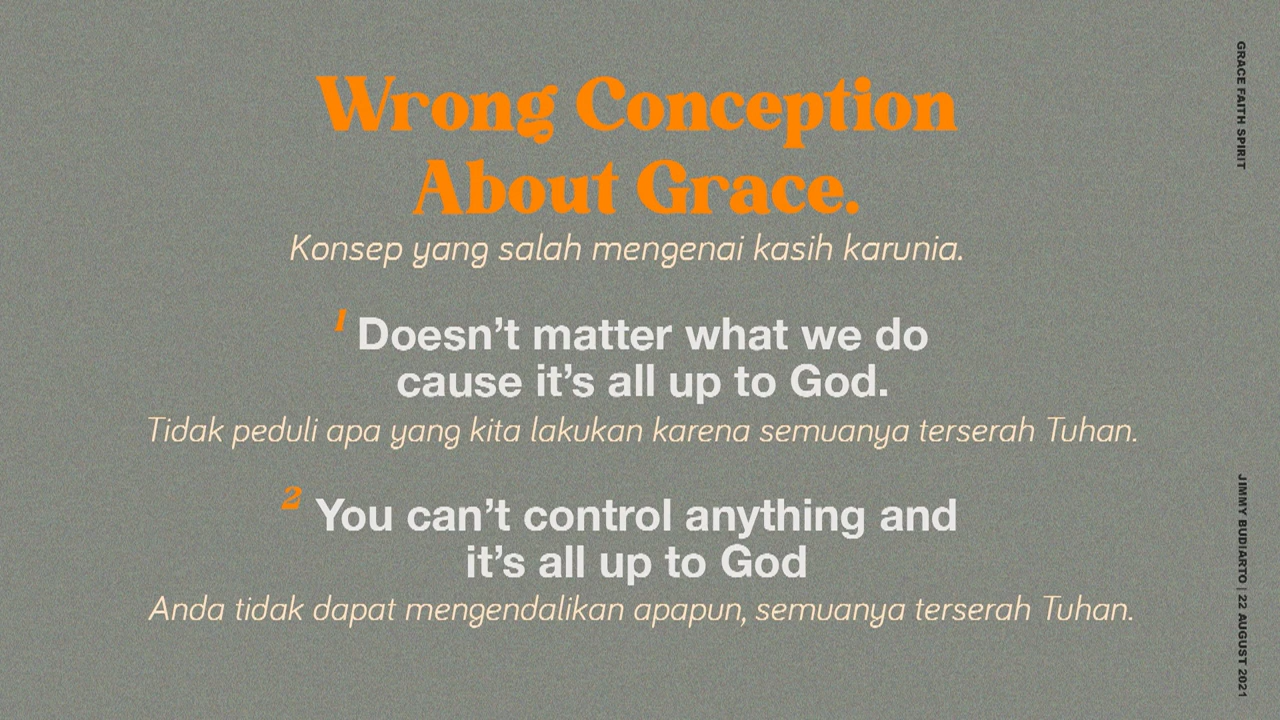 Wrong Conception
About Grace.
Konsep yang salah mengenai kasih karunia.
1 Doesn’t matter what we do
cause it’s all up to God.
Tidak peduli apa yang kita lakukan karena semuanya terserah Tuhan.
2 You can’t control anything and
it’s all up to God
Anda tidak dapat mengendalikan apapun, semuanya terserah Tuhan.
GRACE FAITH SPIRIT
JIMMY BUDIARTO | 22 AUGUST 2021